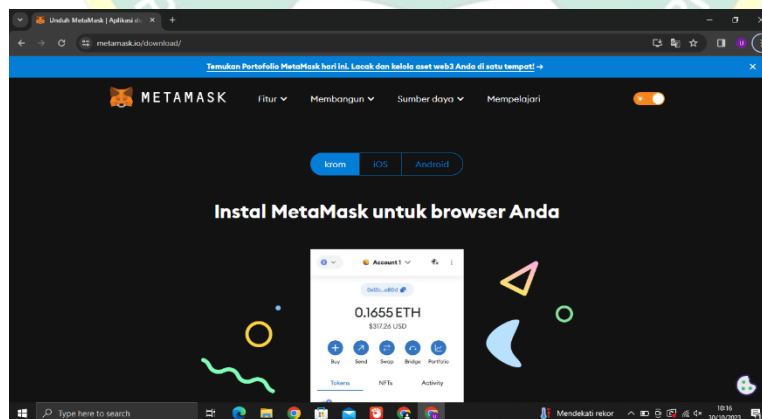 Unduh MetaMask | Aplikasi d
metamask.io/download/
Temukan Portofolio MetaMask hari ini. Lacak dan kelola aset web3 Anda di satu tempat! →
METAMASK Fitur Membangun Sumber daya Mempelajari
krom iOS Android
Instal MetaMask untuk browser Anda
Account 1
0.1655 ETH
$317.26 USD
Buy Send Swap Bridge Portfolio
Tokens NFTs Activity
Type here to search
Mendekati rekor
10:16
10/10/2023